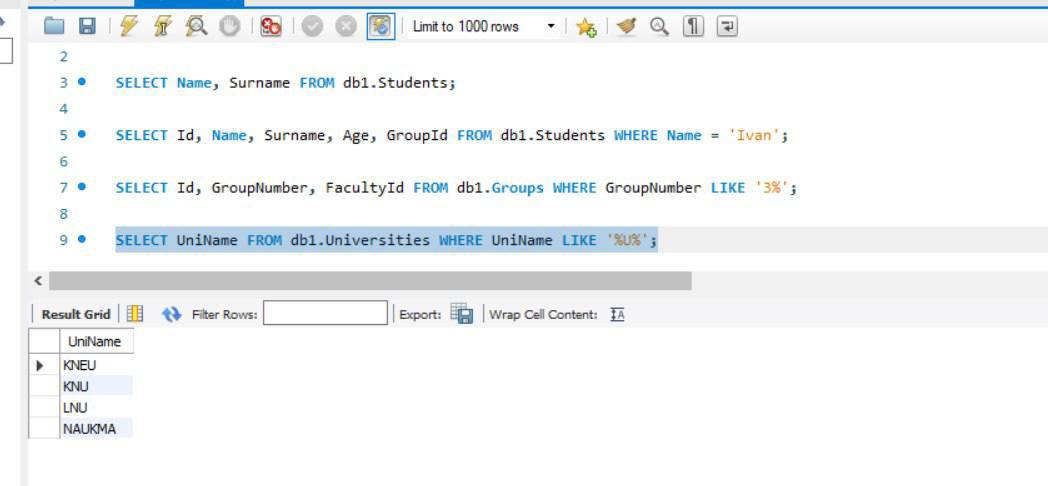 Limit to 1000 rows
2
3 SELECT Name, Surname FROM db1.Students;
4
5 SELECT Id, Name, Surname, Age, GroupId FROM db1.Students WHERE Name = 'Ivan';
6
7 SELECT Id, GroupNumber, FacultyId FROM db1.Groups WHERE GroupNumber LIKE '3%';
8
9 SELECT UniName FROM db1.Universities WHERE UniName LIKE '%U%';
Result Grid Filter Rows: Export: Wrap Cell Content: IA
UniName
KNEU
KNU
LNU
NAUKMA